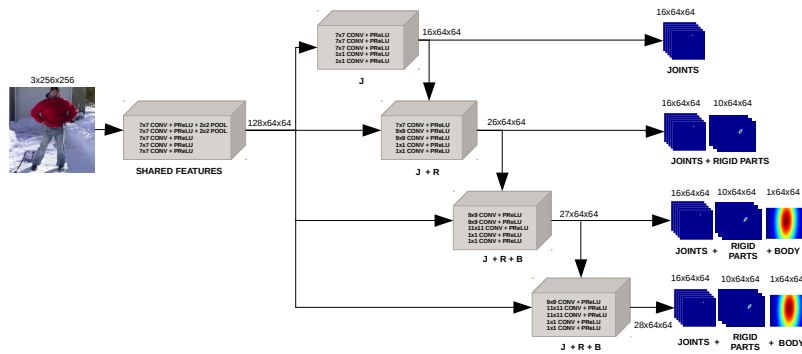 3x256x256
7x7 CONV + PReLU + 2x2 POOL
7x7 CONV + PReLU + 2x2 POOL
7x7 CONV + PReLU
7x7 CONV + PReLU
7x7 CONV + PReLU
SHARED FEATURES
128x64x64
7x7 CONV + PReLU
7x7 CONV + PReLU
7x7 CONV + PReLU
1x1 CONV + PReLU
1x1 CONV + PReLU
J
16x64x64
16x64x64
JOINTS
7x7 CONV + PReLU
9x9 CONV + PReLU
9x9 CONV + PReLU
1x1 CONV + PReLU
1x1 CONV + PReLU
J + R
26x64x64
16x64x64 10x64x64
JOINTS + RIGID PARTS
9x9 CONV + PReLU
9x9 CONV + PReLU
11x11 CONV + PReLU
1x1 CONV + PReLU
1x1 CONV + PReLU
J + R + B
27x64x64
16x64x64 10x64x64 1x64x64
JOINTS + RIGID PARTS + BODY
9x9 CONV + PReLU
11x11 CONV + PReLU
11x11 CONV + PReLU
1x1 CONV + PReLU
1x1 CONV + PReLU
J + R + B
28x64x64
16x64x64 10x64x64 1x64x64
JOINTS + RIGID PARTS + BODY